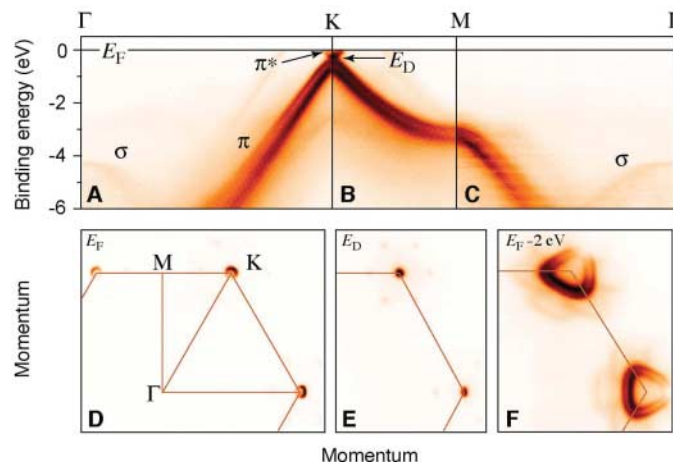 Γ K M Γ
E_F
0
π*
E_D
Binding energy (eV)
-2
π
-4
σ
σ
-6
A
B
C
E_F
M
K
Γ
D
E_D
E
E_F-2 eV
F
Momentum
Momentum